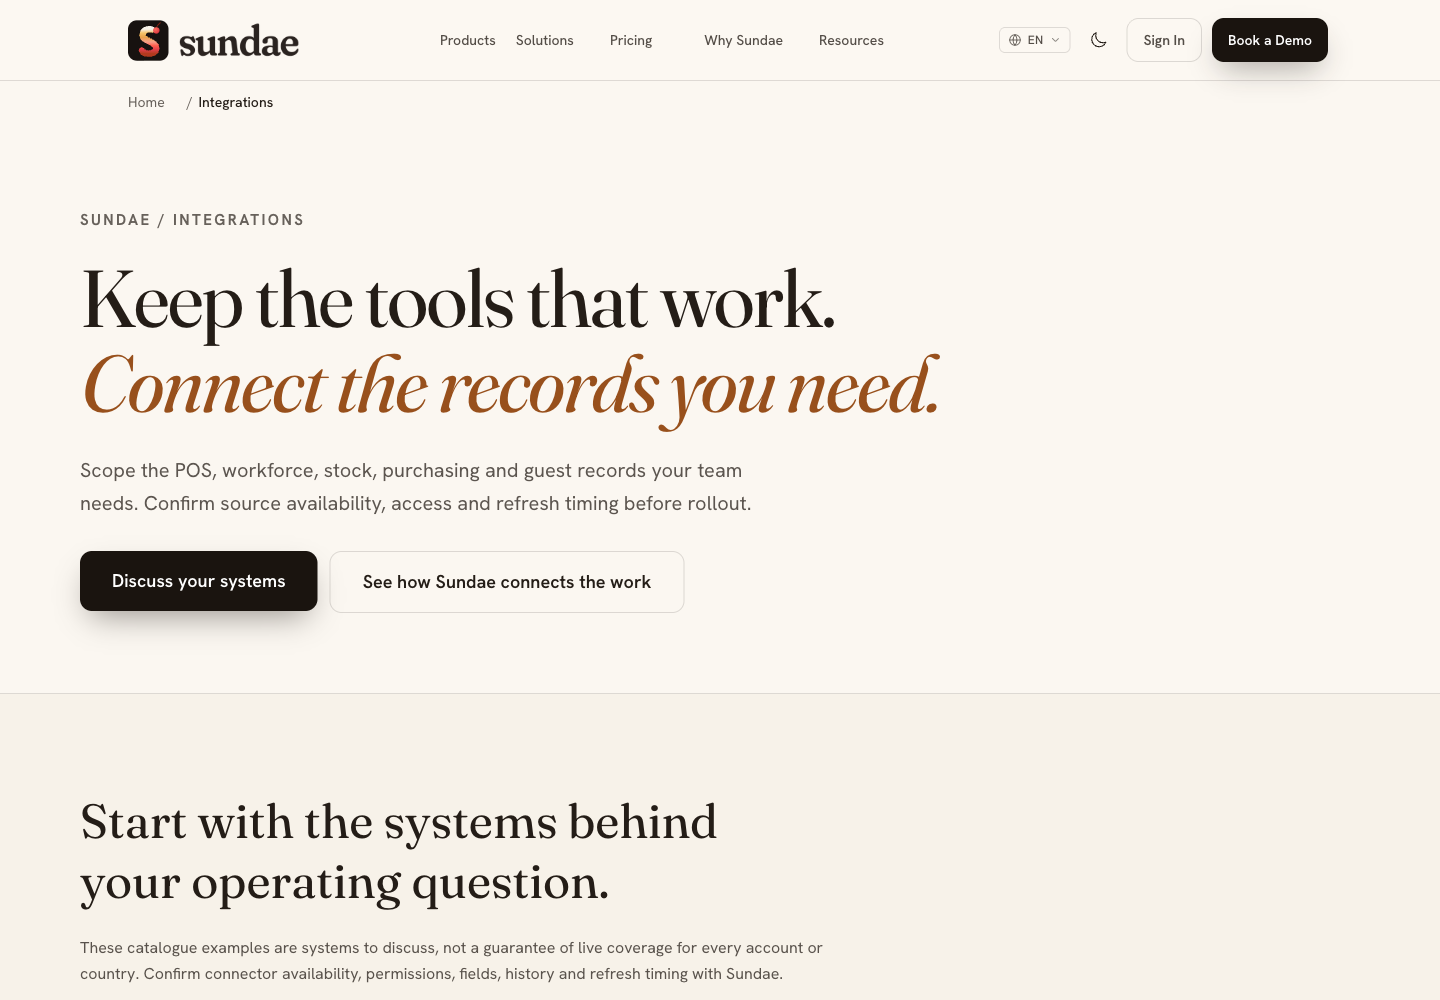 sundae
Products
Solutions
Pricing
Why Sundae
Resources
EN
Sign In
Book a Demo
Home / Integrations
SUNDAE / INTEGRATIONS
Keep the tools that work.
Connect the records you need.
Scope the POS, workforce, stock, purchasing and guest records your team
needs. Confirm source availability, access and refresh timing before rollout.
Discuss your systems
See how Sundae connects the work
Start with the systems behind
your operating question.
These catalogue examples are systems to discuss, not a guarantee of live coverage for every account or
country. Confirm connector availability, permissions, fields, history and refresh timing with Sundae.